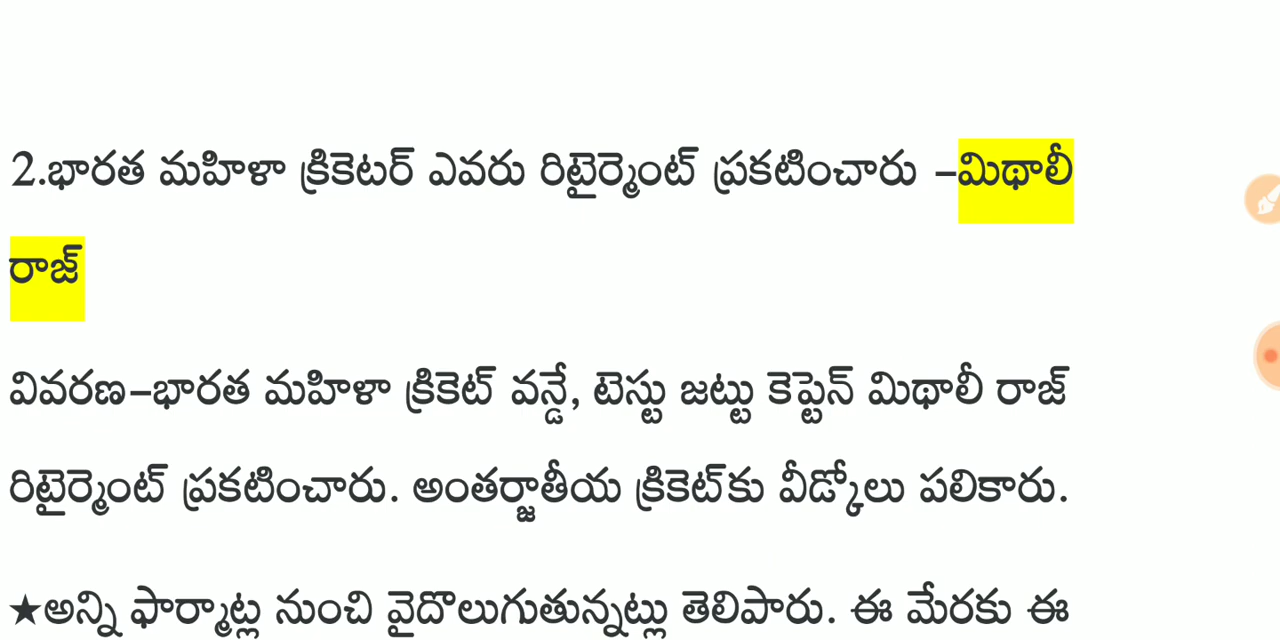 2.భారత మహిళా క్రికెటర్ ఎవరు రిటైర్మెంట్ ప్రకటించారు –మిథాలీ
రాజ్
వివరణ–భారత మహిళా క్రికెట్ వన్డే, టెస్టు జట్టు కెప్టెన్ మిథాలీ రాజ్
రిటైర్మెంట్ ప్రకటించారు. అంతర్జాతీయ క్రికెట్‌కు వీడ్కోలు పలికారు.
★అన్ని ఫార్మాట్ల నుంచి వైదొలుగుతున్నట్లు తెలిపారు. ఈ మేరకు ఈ